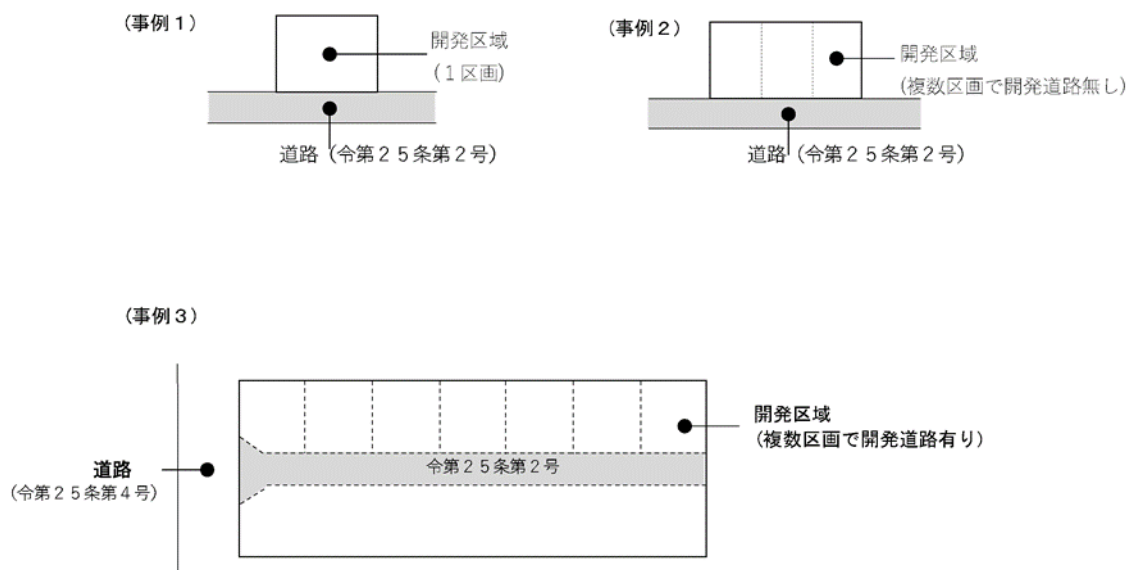 (事例１)
開発区域
(１区画)
道路 (令第２５条第２号)
(事例２)
開発区域
(複数区画で開発道路無し)
道路 (令第２５条第２号)
(事例３)
開発区域
(複数区画で開発道路有り)
令第２５条第２号
道路
(令第２５条第４号)